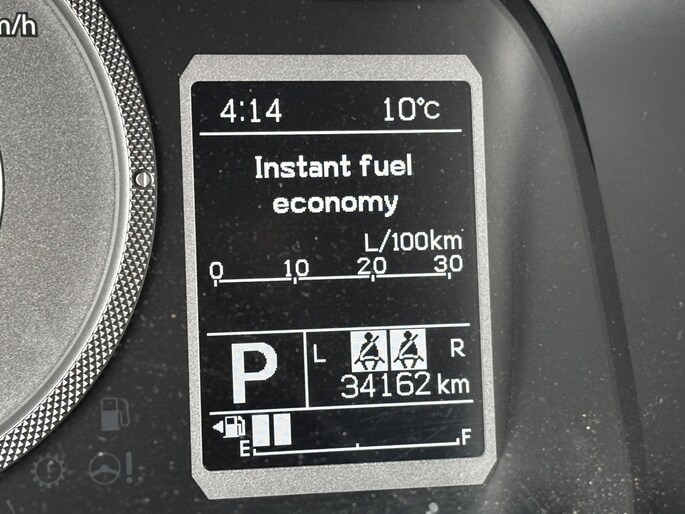 m/h
4:14 10°C
Instant fuel
economy
L/100km
0 10 20 30
P L R
34162 km
E F